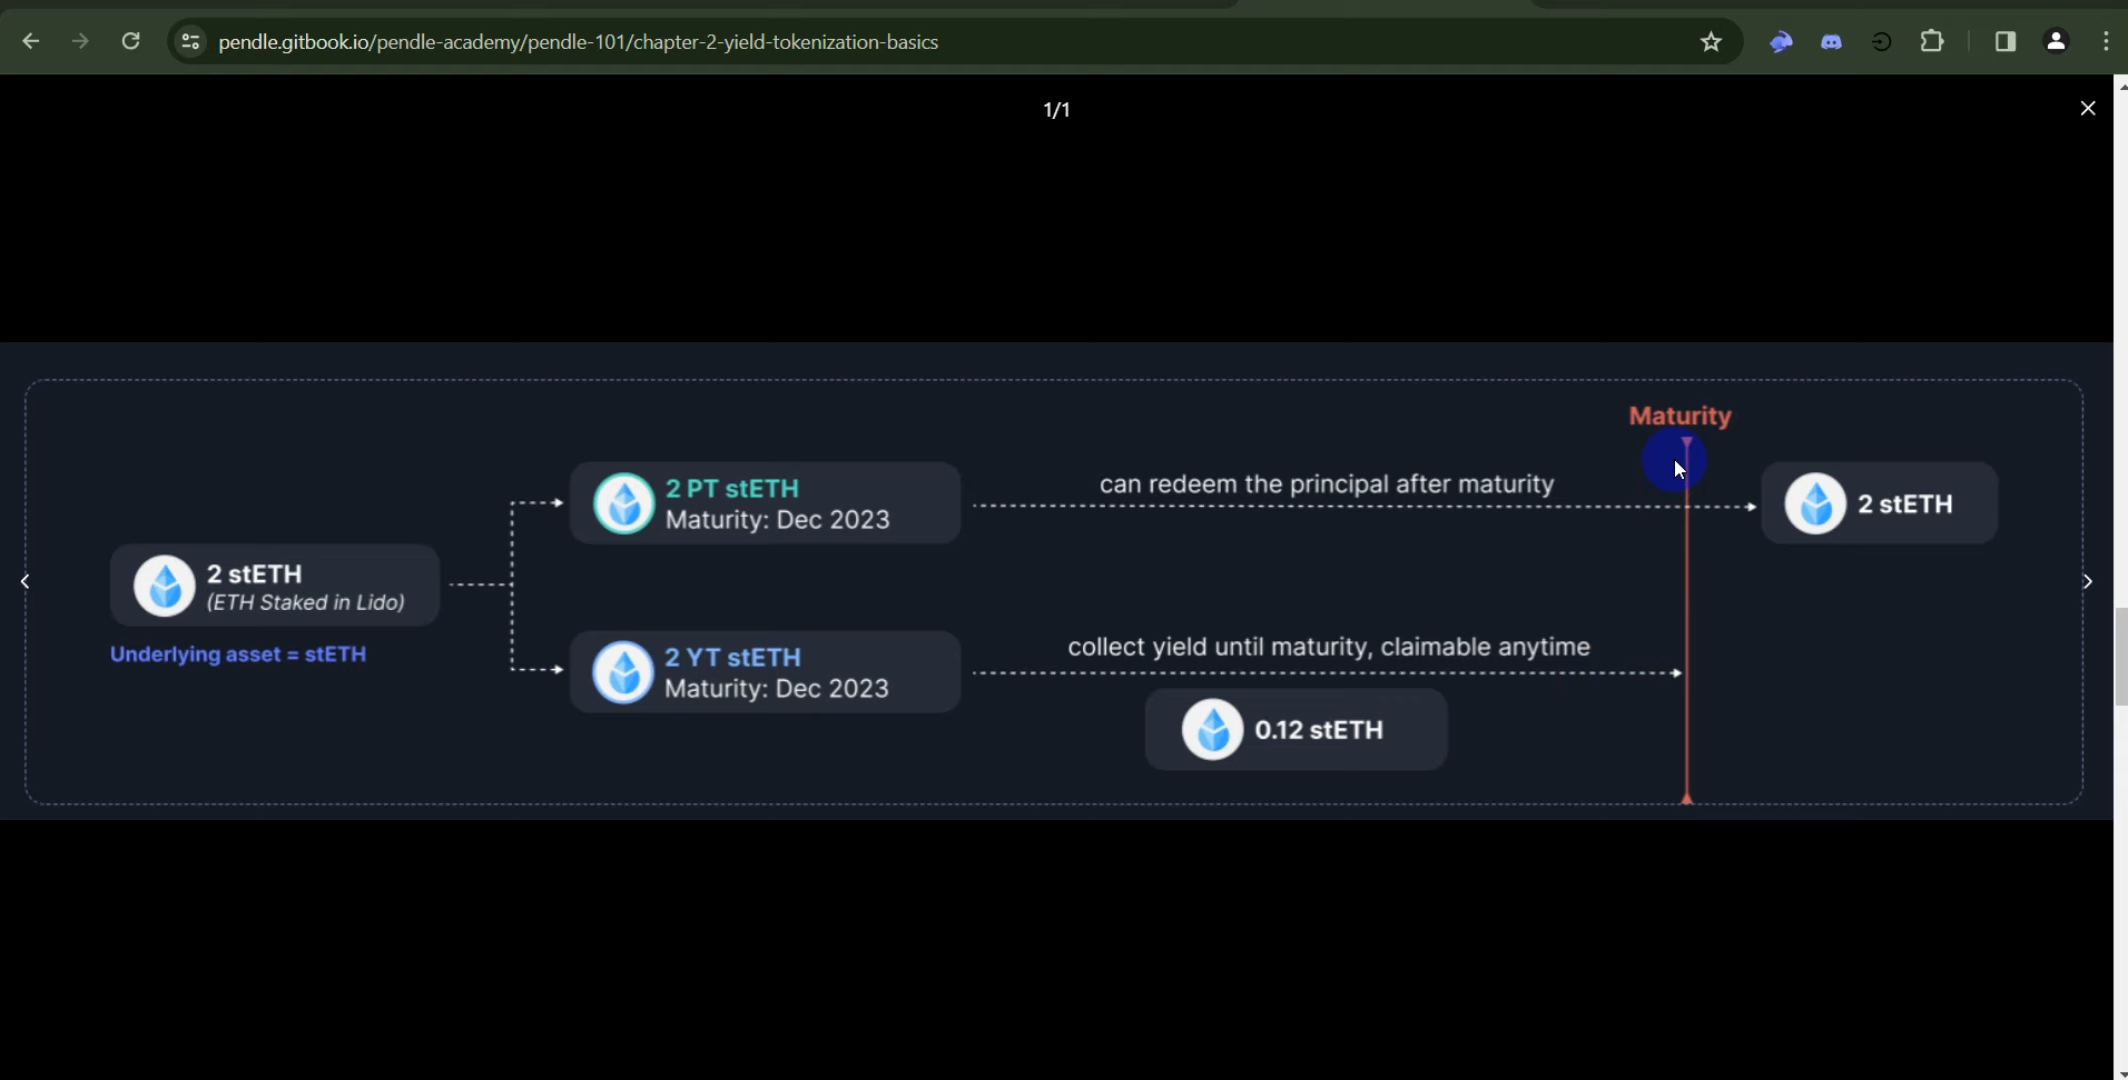 pendle.gitbook.io/pendle-academy/pendle-101/chapter-2-yield-tokenization-basics
1/1
Maturity
2 PT stETH
Maturity: Dec 2023
can redeem the principal after maturity
2 stETH
2 stETH
(ETH Staked in Lido)
Underlying asset = stETH
2 YT stETH
Maturity: Dec 2023
collect yield until maturity, claimable anytime
0.12 stETH